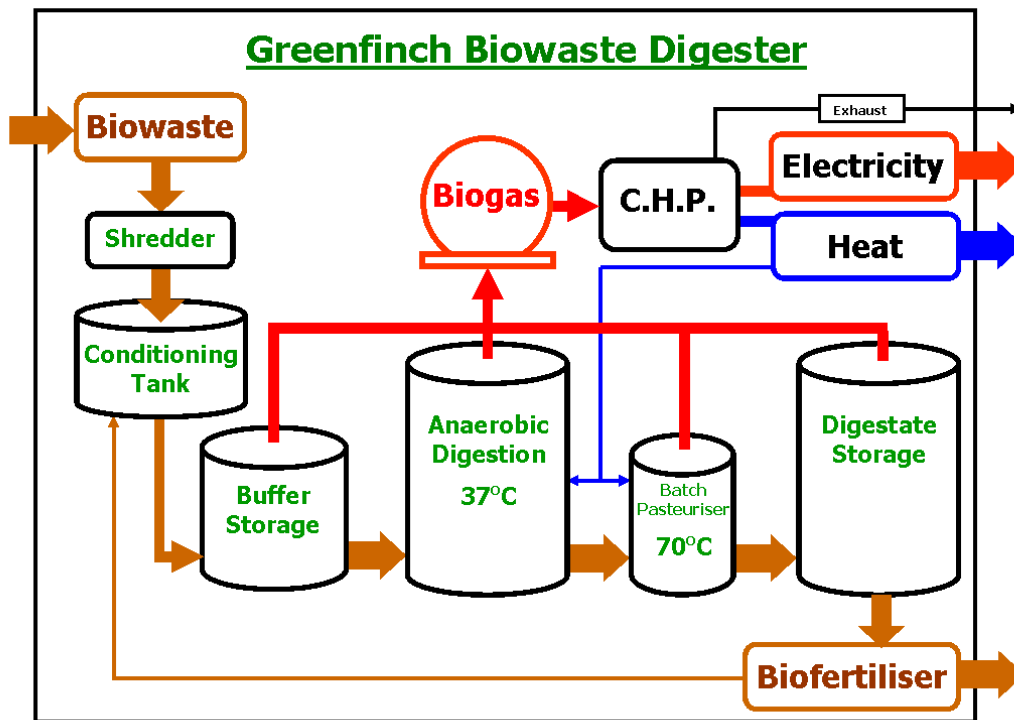 Greenfinch Biowaste Digester
Biowaste
Exhaust
Electricity
Biogas
C.H.P.
Shredder
Heat
Conditioning
Tank
Anaerobic
Digestion
37°C
Digestate
Storage
Buffer
Storage
Batch
Pasteuriser
70°C
Biofertiliser